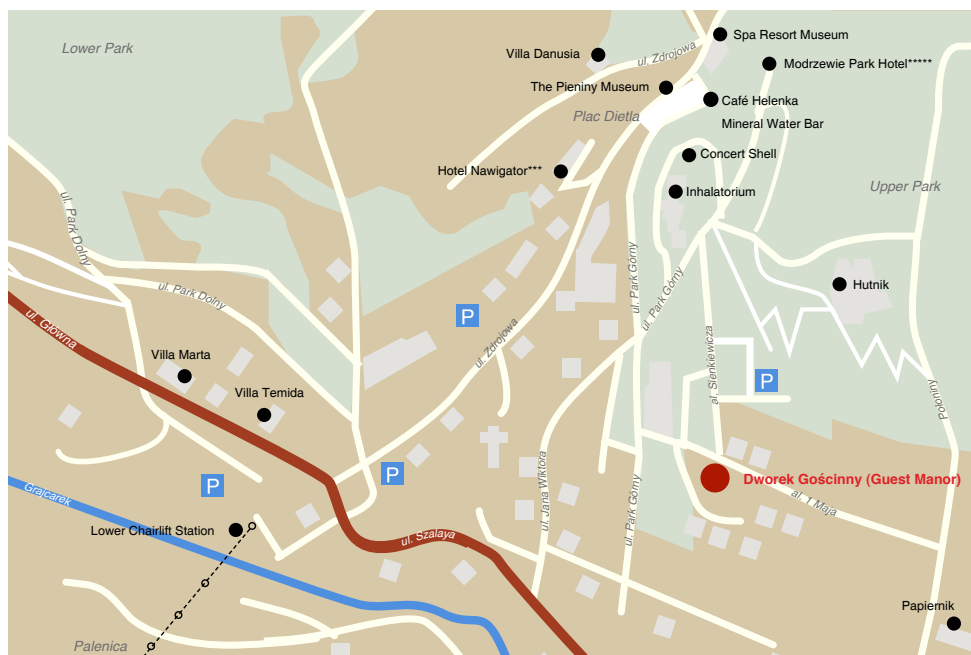 Spa Resort Museum
Lower Park
Villa Danusia
ul. Zdrojowa
Modrzewie Park Hotel*****
The Pieniny Museum
Café Helenka
Plac Dietla
Mineral Water Bar
Concert Shell
Hotel Nawigator***
Inhalatorium
Upper Park
ul. Park Dolny
ul. Park Górny
ul. Park Górny
Hutnik
ul. Park Dolny
P
ul. Główna
ul. Zdrojowa
al. Sienkiewicza
Villa Marta
P
Połoniny
Villa Temida
P
P
Dworek Gościnny (Guest Manor)
Grajcarek
ul. Jana Wiktora
ul. Park Górny
al. 1 Maja
Lower Chairlift Station
ul. Szalaya
Papiernik
Palenica